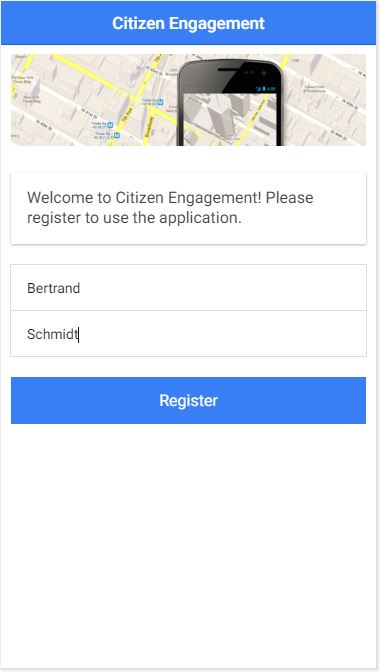 Citizen Engagement
Welcome to Citizen Engagement! Please
register to use the application.
Bertrand
Schmidt
Register